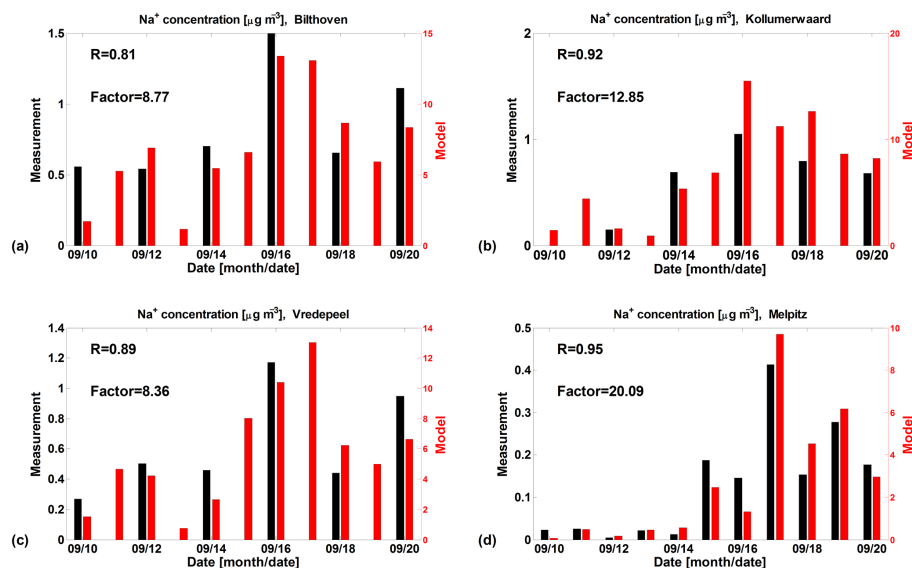 Na⁺ concentration [μg m⁻³], Bilthoven
R=0.81
Factor=8.77
Measurement
Model
1.5
1
0.5
0
15
10
5
0
09/10 09/12 09/14 09/16 09/18 09/20
Date [month/date]
(a)
Na⁺ concentration [μg m⁻³], Kollumerwaard
R=0.92
Factor=12.85
Measurement
Model
2
1
0
20
10
0
09/10 09/12 09/14 09/16 09/18 09/20
Date [month/date]
(b)
Na⁺ concentration [μg m⁻³], Vredepeel
R=0.89
Factor=8.36
Measurement
Model
1.4
1.2
1
0.8
0.6
0.4
0.2
0
14
12
10
8
6
4
2
0
09/10 09/12 09/14 09/16 09/18 09/20
Date [month/date]
(c)
Na⁺ concentration [μg m⁻³], Melpitz
R=0.95
Factor=20.09
Measurement
Model
0.5
0.4
0.3
0.2
0.1
0
10
8
6
4
2
0
09/10 09/12 09/14 09/16 09/18 09/20
Date [month/date]
(d)